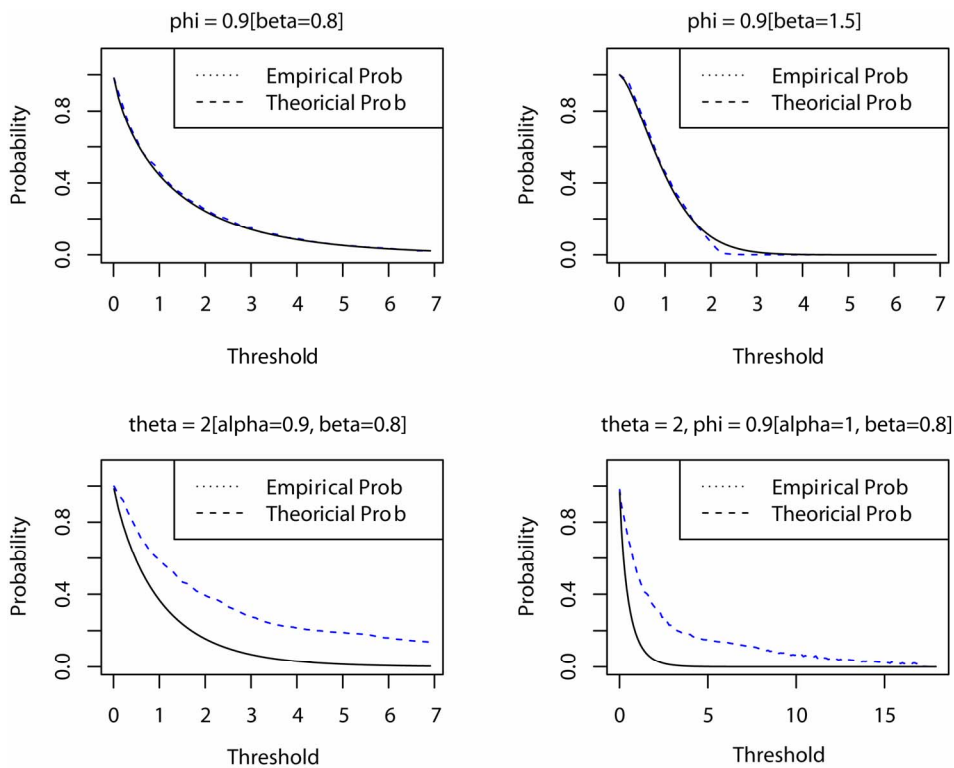 phi = 0.9[beta=0.8]
Probability
0.8
0.4
0.0
Empirical Prob
Theoricial Prob
0 1 2 3 4 5 6 7
Threshold
phi = 0.9[beta=1.5]
Probability
0.8
0.4
0.0
Empirical Prob
Theoricial Prob
0 1 2 3 4 5 6 7
Threshold
theta = 2[alpha=0.9, beta=0.8]
Probability
0.8
0.4
0.0
Empirical Prob
Theoricial Prob
0 1 2 3 4 5 6 7
Threshold
theta = 2, phi = 0.9[alpha=1, beta=0.8]
Probability
0.8
0.4
0.0
Empirical Prob
Theoricial Prob
0 5 10 15
Threshold